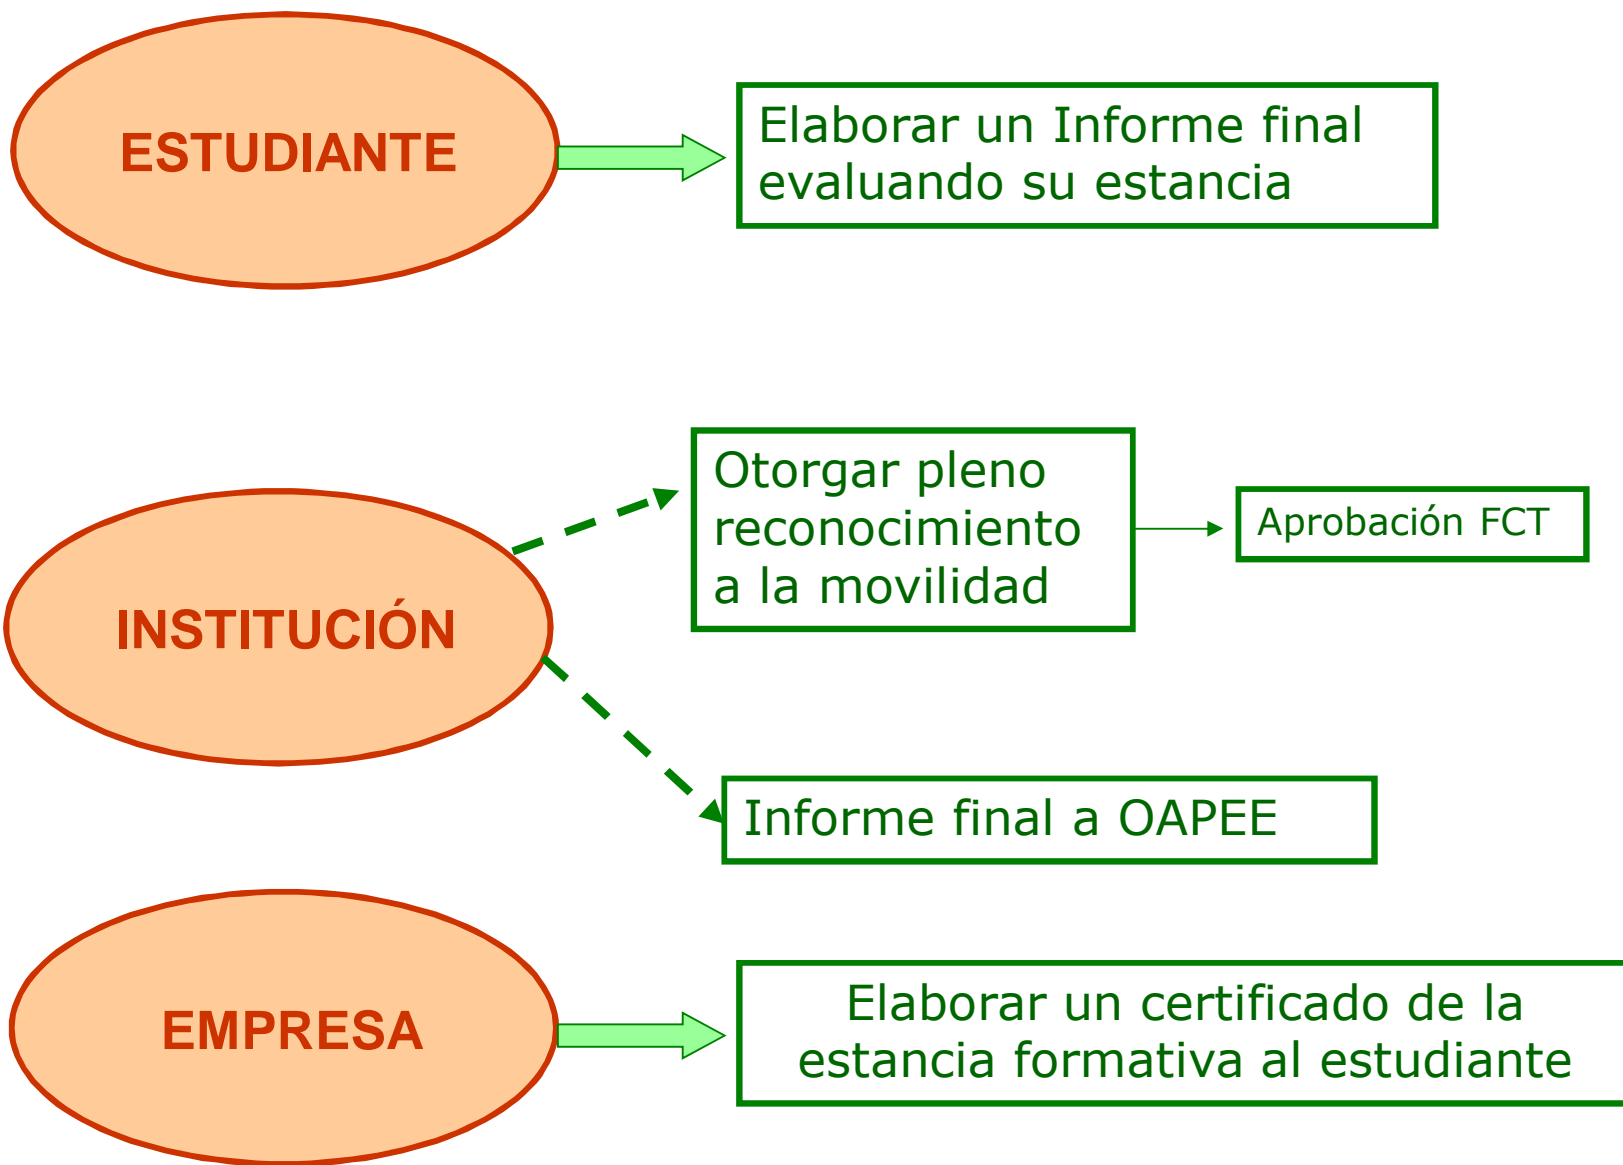 ESTUDIANTE
Elaborar un Informe final
evaluando su estancia
INSTITUCIÓN
Otorgar pleno
reconocimiento
a la movilidad
Aprobación FCT
Informe final a OAPEE
EMPRESA
Elaborar un certificado de la
estancia formativa al estudiante